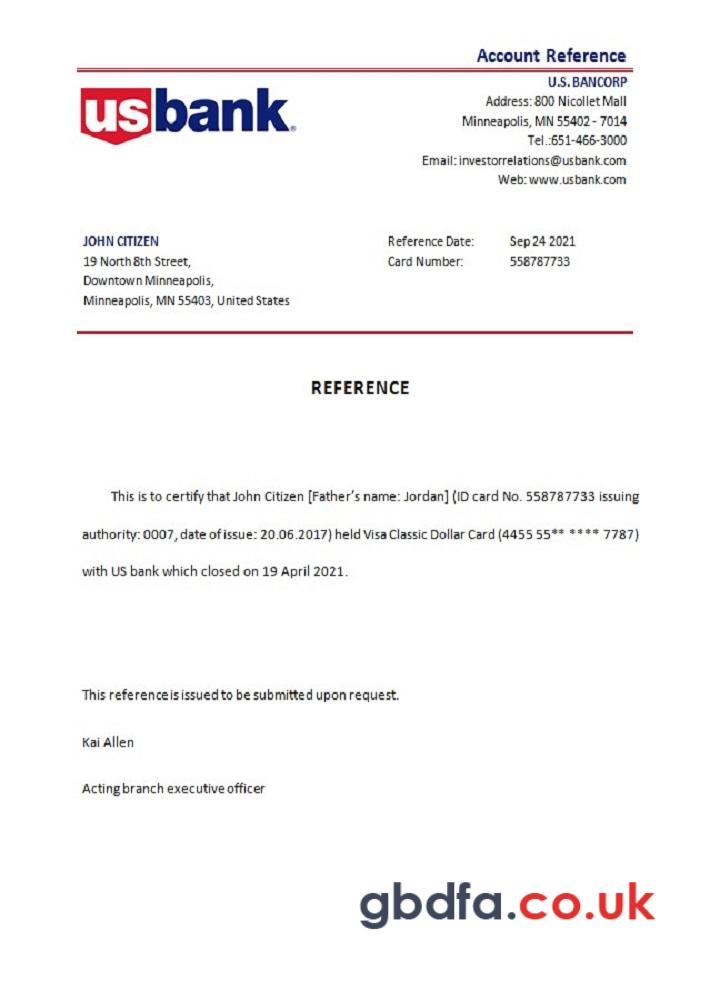 Account Reference
usbank.
U.S. BANCORP
Address: 800 Nicollet Mall
Minneapolis, MN 55402 - 7014
Tel.:651-466-3000
Email: investorrelations@usbank.com
Web: www.usbank.com
JOHN CITIZEN
19 North 8th Street,
Downtown Minneapolis,
Minneapolis, MN 55403, United States
Reference Date: Sep 24 2021
Card Number: 558787733
REFERENCE
This is to certify that John Citizen [Father's name: Jordan] (ID card No. 558787733 issuing
authority: 0007, date of issue: 20.06.2017) held Visa Classic Dollar Card (4455 55** **** 7787)
with US bank which closed on 19 April 2021.
This reference is issued to be submitted upon request.
Kai Allen
Acting branch executive officer
gbdfa.co.uk